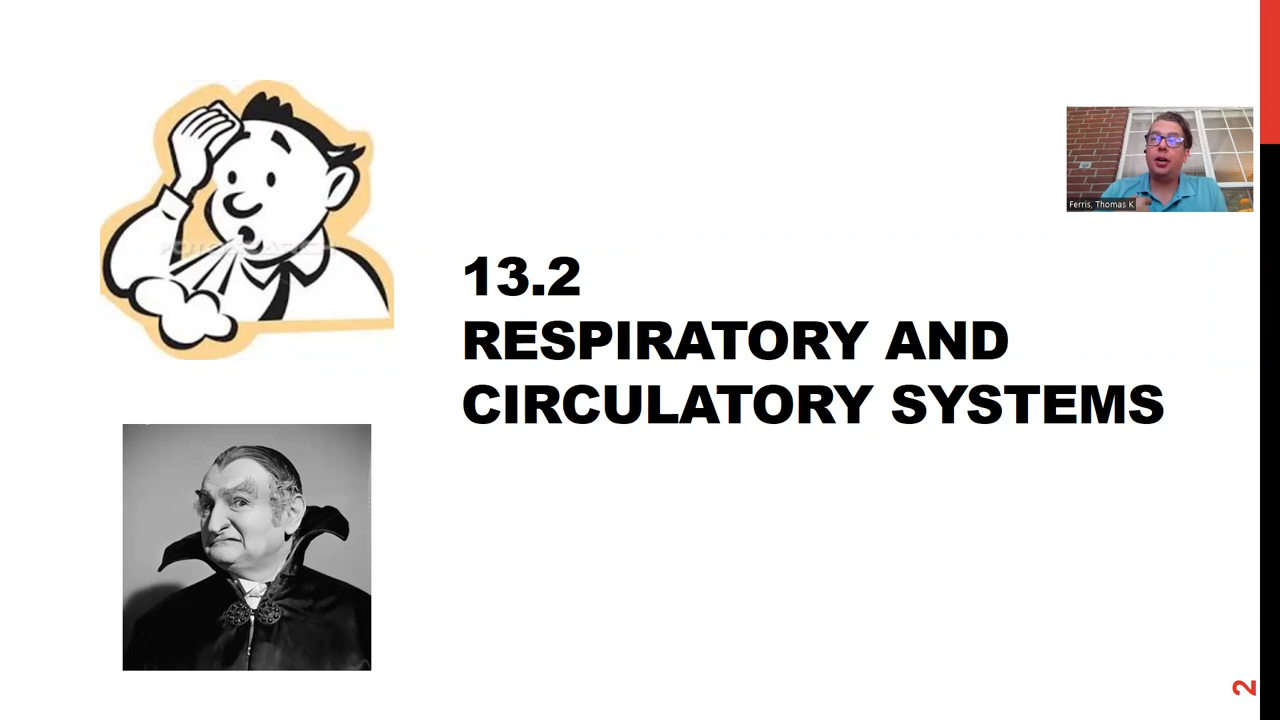 13.2
RESPIRATORY AND
CIRCULATORY SYSTEMS
Ferris, Thomas K
2